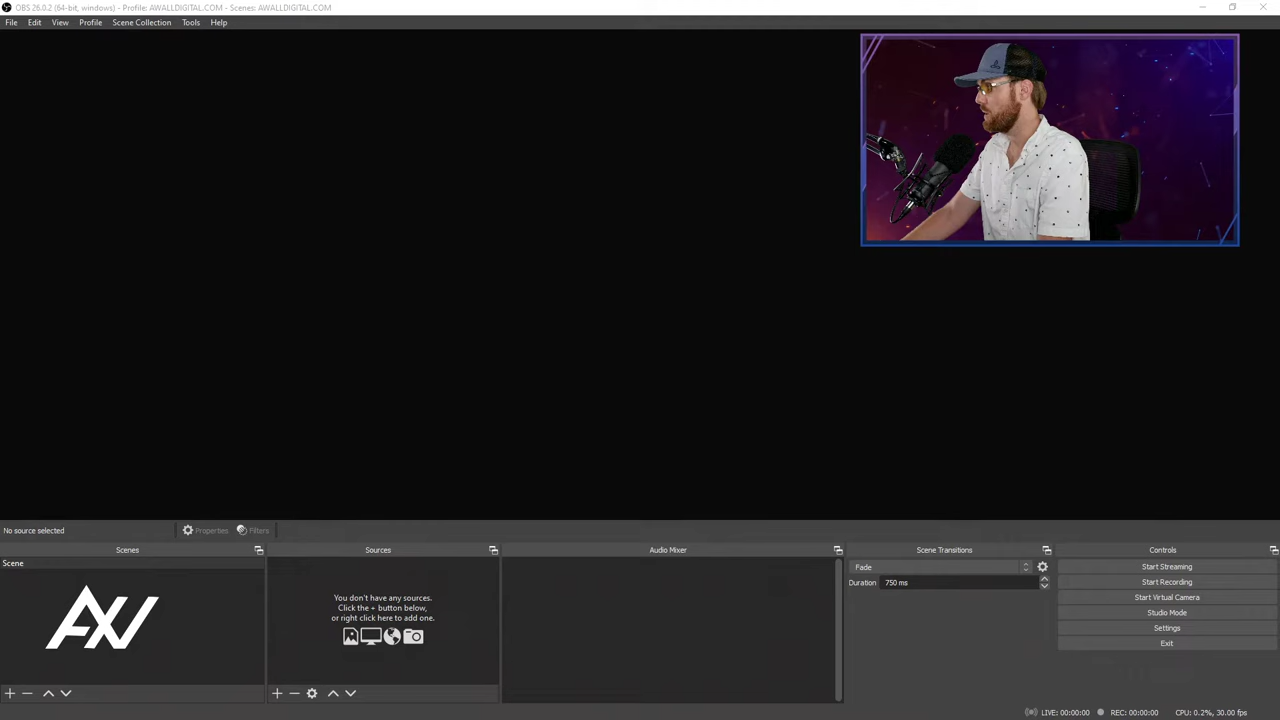 OBS 26.0.2 (64-bit, windows) - Profile: AWALLDIGITAL.COM - Scenes: AWALLDIGITAL.COM
File Edit View Profile Scene Collection Tools Help
No source selected Properties Filters
Scenes
Scene
AW
Sources
You don't have any sources.
Click the + button below,
or right click here to add one.
Audio Mixer
Scene Transitions
Fade
Duration 750 ms
Controls
Start Streaming
Start Recording
Start Virtual Camera
Studio Mode
Settings
Exit
LIVE: 00:00:00 REC: 00:00:00 CPU: 0.2%, 30.00 fps